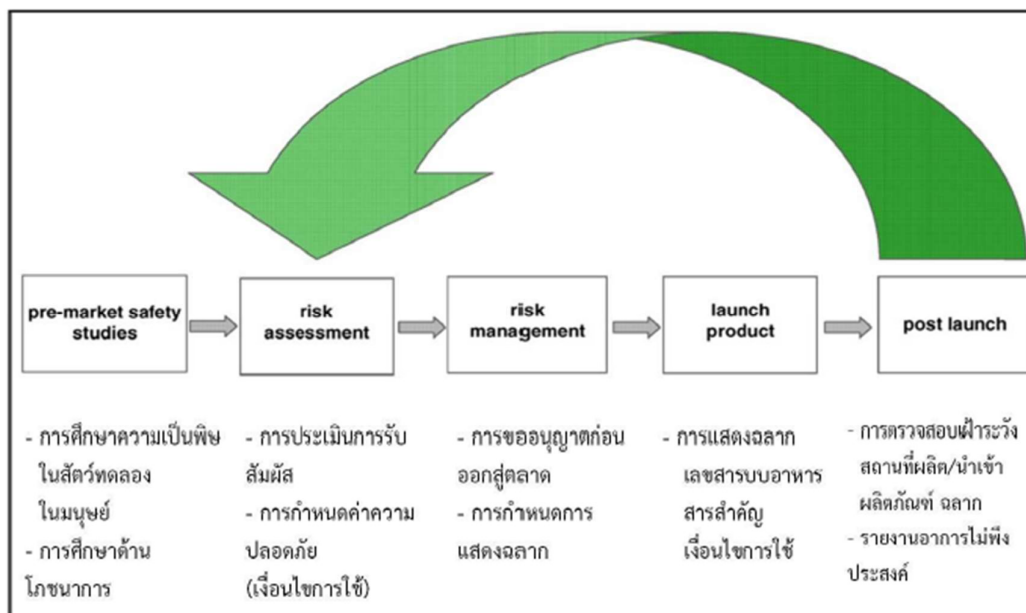 pre-market safety
studies
risk
assessment
risk
management
launch
product
post launch
- การศึกษาความเป็นพิษ
ในสัตว์ทดลอง
ในมนุษย์
- การศึกษาด้าน
โภชนาการ
- การประเมินการรับ
สัมผัส
- การกำหนดค่าความ
ปลอดภัย
(เงื่อนไขการใช้)
- การขออนุญาตก่อน
ออกสู่ตลาด
- การกำหนดการ
แสดงฉลาก
- การแสดงฉลาก
เลขสารบบอาหาร
สารสำคัญ
เงื่อนไขการใช้
- การตรวจสอบเฝ้าระวัง
สถานที่ผลิต/นำเข้า
ผลิตภัณฑ์ ฉลาก
- รายงานอาการไม่พึง
ประสงค์